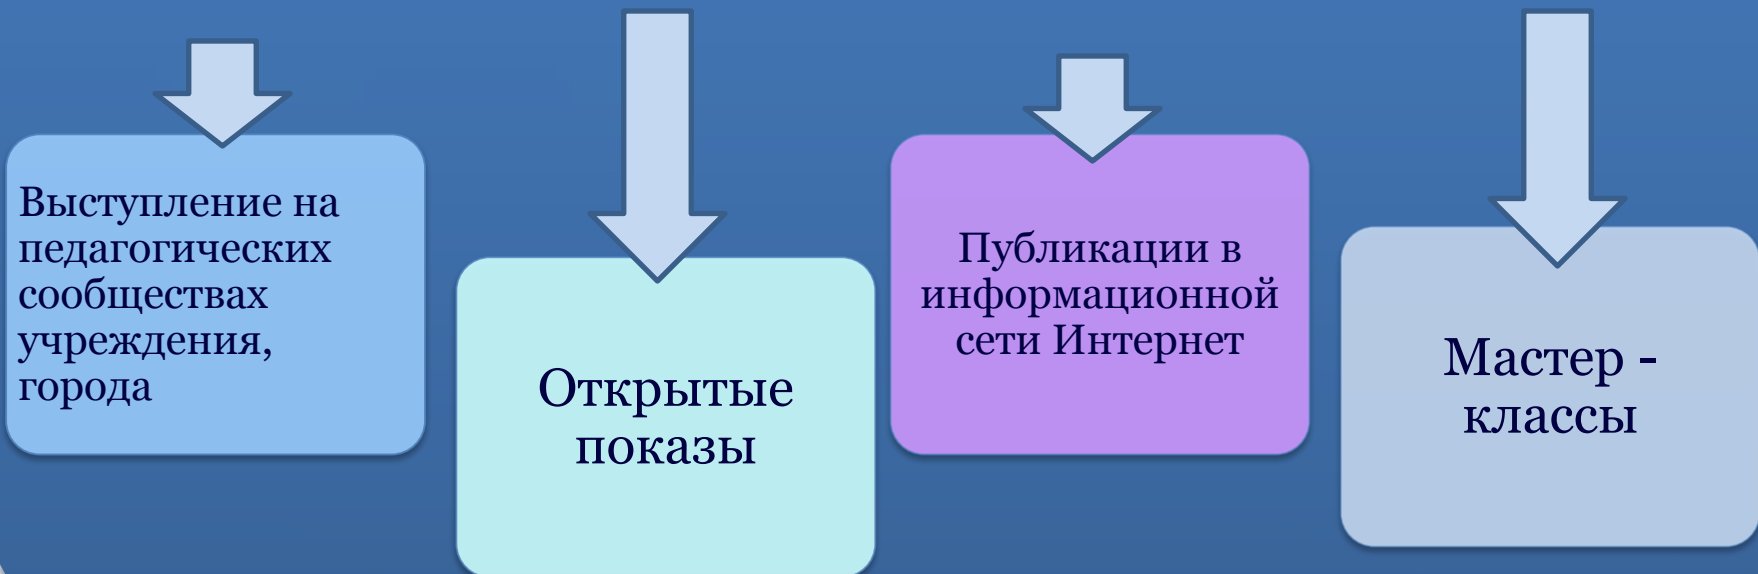 Выступление на
педагогических
сообществах
учреждения,
города
Открытые
показы
Публикации в
информационной
сети Интернет
Мастер -
классы